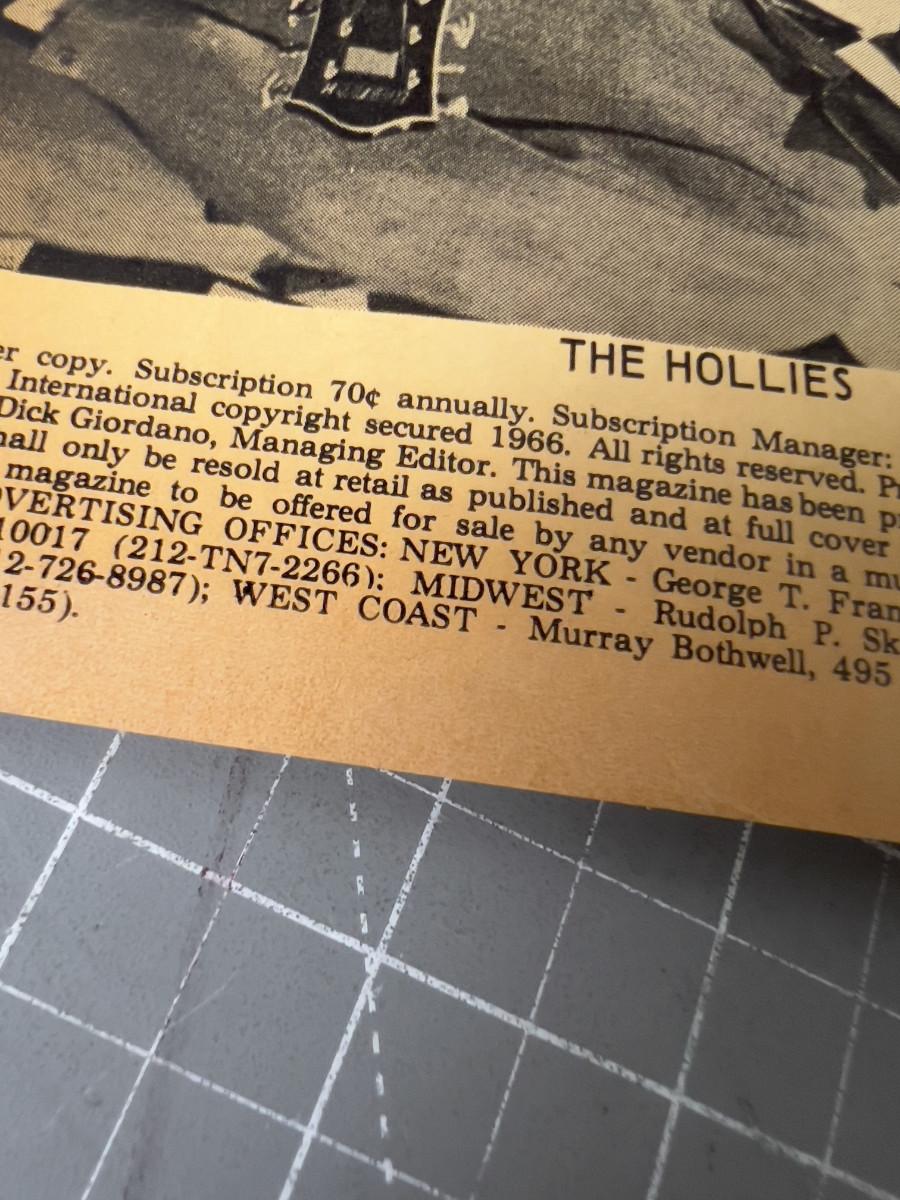 THE HOLLIES
er copy. Subscription 70¢ annually. Subscription Manager:
International copyright secured 1966. All rights reserved. P
Dick Giordano, Managing Editor. This magazine has been p
hall only be resold at retail as published and at full cover
magazine to be offered for sale by any vendor in a mu
VERTISING OFFICES: NEW YORK - George T. Fran
10017 (212-TN7-2266): MIDWEST - Rudolph P. Sk
2-726-8987); WEST COAST - Murray Bothwell, 495
155).